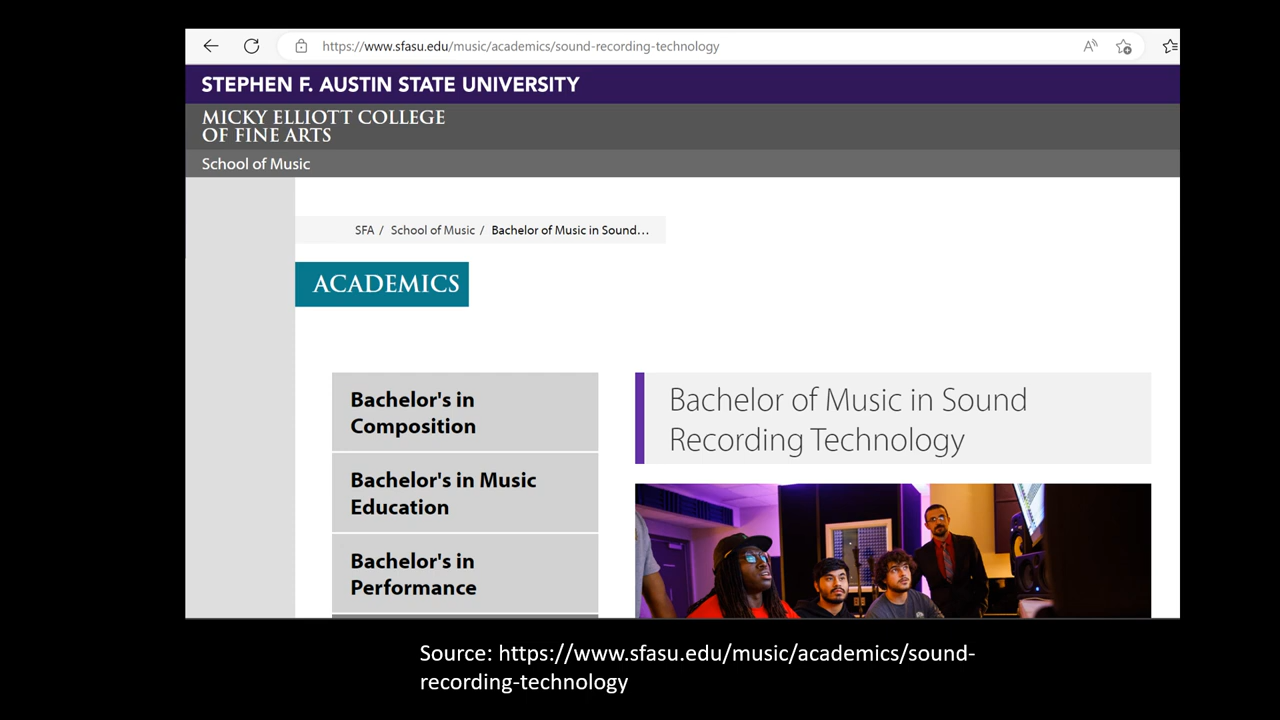 https://www.sfasu.edu/music/academics/sound-recording-technology
STEPHEN F. AUSTIN STATE UNIVERSITY
MICKY ELLIOTT COLLEGE
OF FINE ARTS
School of Music
SFA / School of Music / Bachelor of Music in Sound...
ACADEMICS
Bachelor's in
Composition
Bachelor's in Music
Education
Bachelor's in
Performance
Bachelor of Music in Sound
Recording Technology
Source: https://www.sfasu.edu/music/academics/sound-
recording-technology